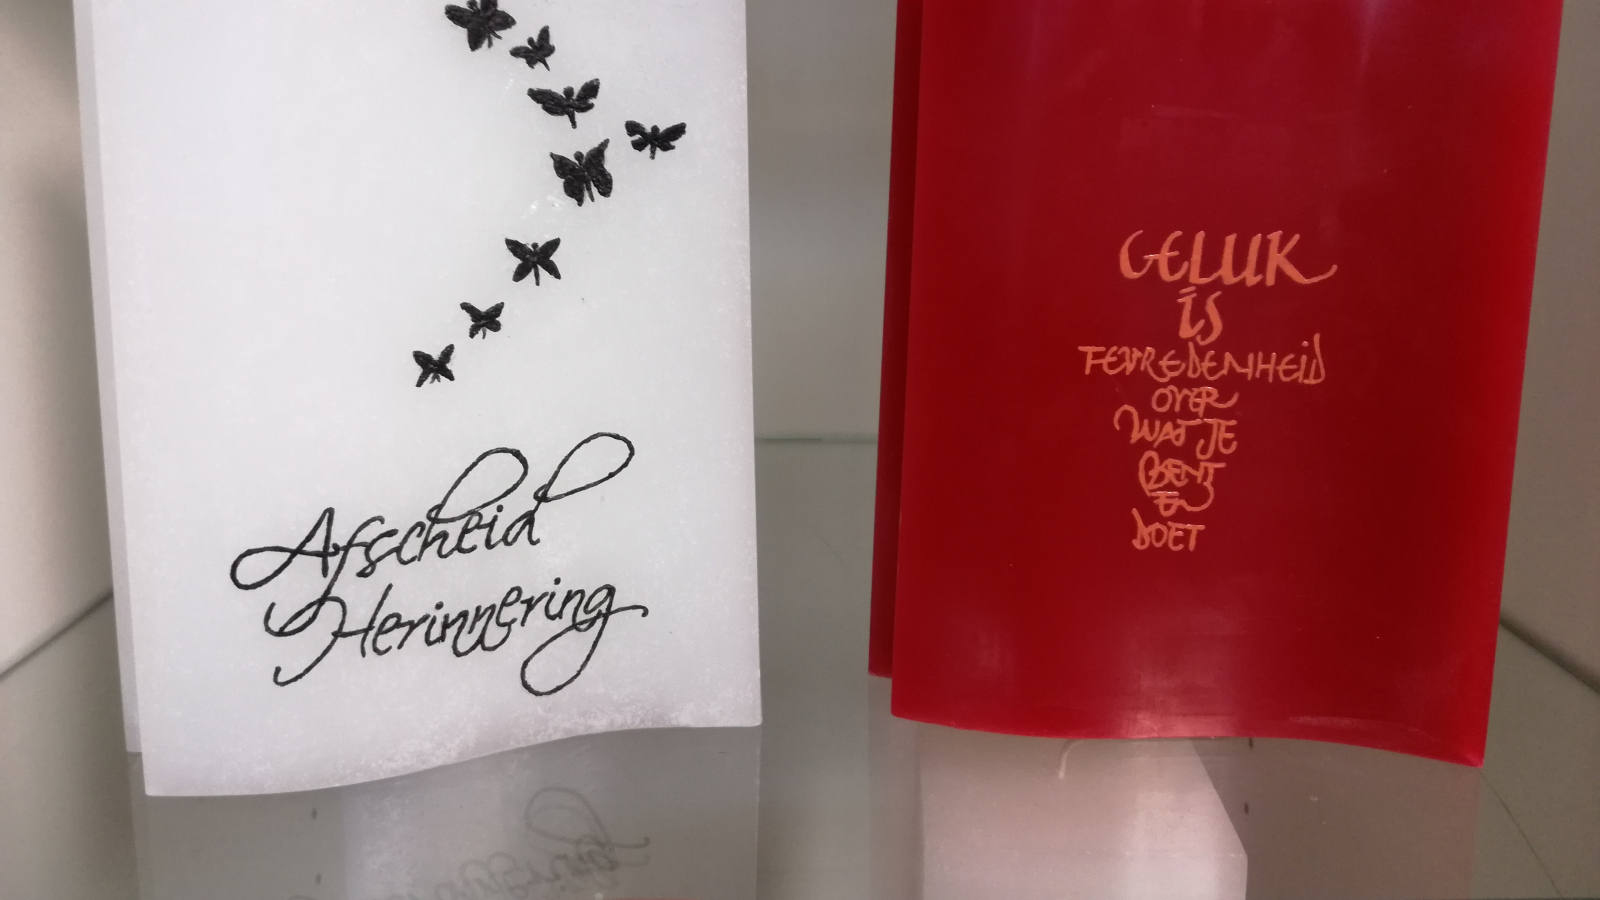 Afscheid
Herinnering
GELUK
is
TEVREDENHEID
OVER
WAT JE
BENT
EN
DOET